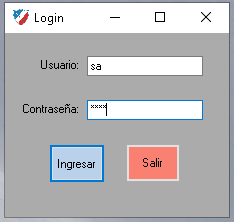 Login
Usuario: sa
Contraseña: ****
Ingresar Salir